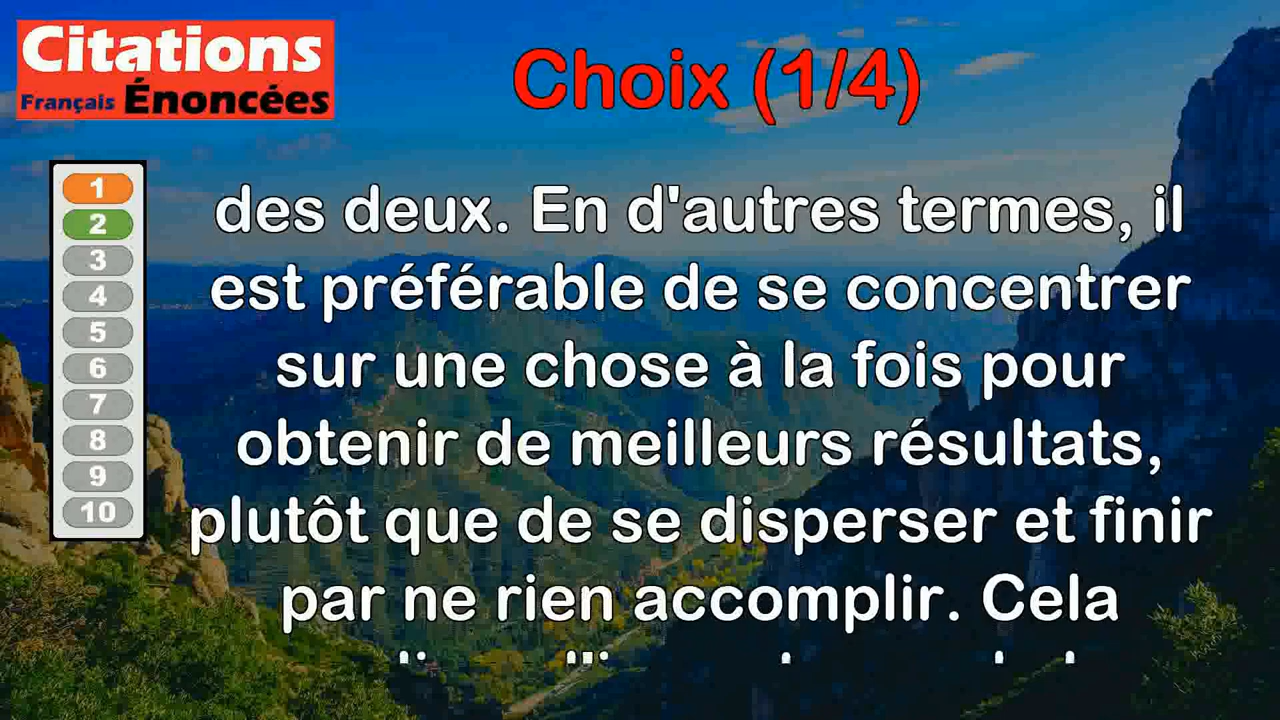 Citations
Français Énoncées
Choix (1/4)
1
2
3
4
5
6
7
8
9
10
des deux. En d'autres termes, il
est préférable de se concentrer
sur une chose à la fois pour
obtenir de meilleurs résultats,
plutôt que de se disperser et finir
par ne rien accomplir. Cela